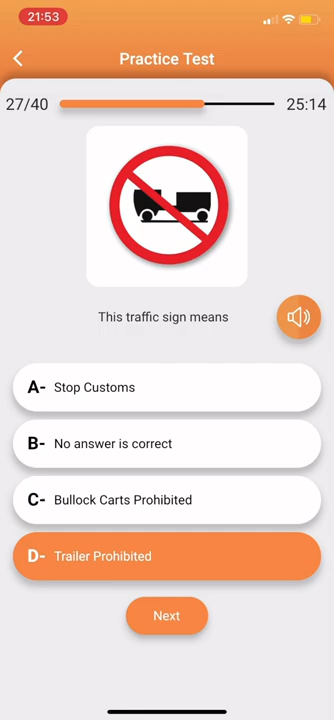 21:53
Practice Test
27/40
25:14
This traffic sign means
A- Stop Customs
B- No answer is correct
C- Bullock Carts Prohibited
D- Trailer Prohibited
Next